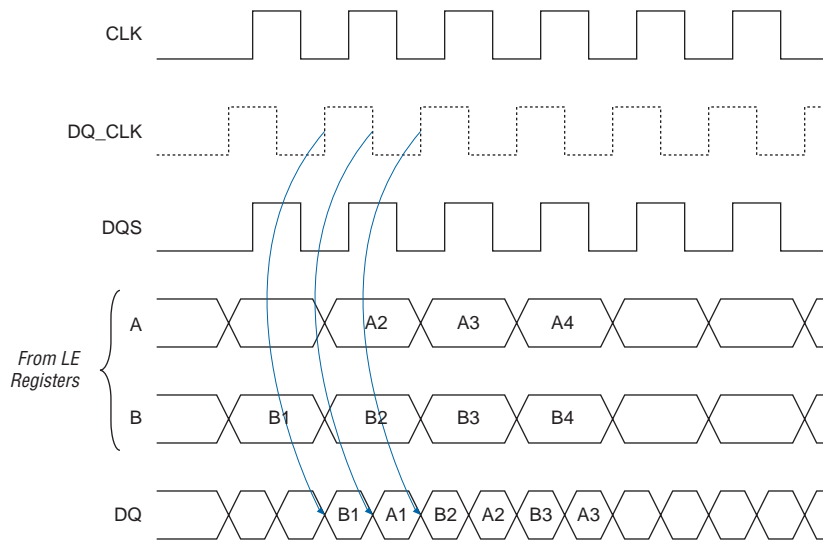 CLK
DQ_CLK
DQS
From LE
Registers
A
A2 A3 A4
B
B1 B2 B3 B4
DQ
B1 A1 B2 A2 B3 A3